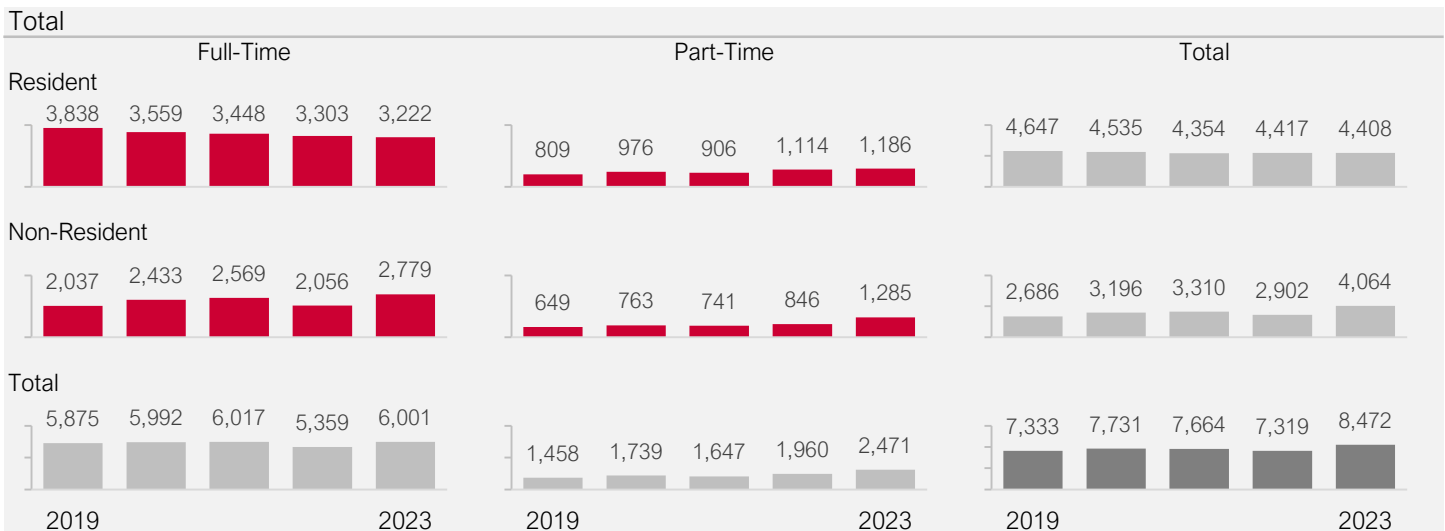 Total
Full-Time Part-Time Total
Resident
3,838 3,559 3,448 3,303 3,222 809 976 906 1,114 1,186 4,647 4,535 4,354 4,417 4,408
Non-Resident
2,037 2,433 2,569 2,056 2,779 649 763 741 846 1,285 2,686 3,196 3,310 2,902 4,064
Total
5,875 5,992 6,017 5,359 6,001 1,458 1,739 1,647 1,960 2,471 7,333 7,731 7,664 7,319 8,472
2019 2023 2019 2023 2019 2023